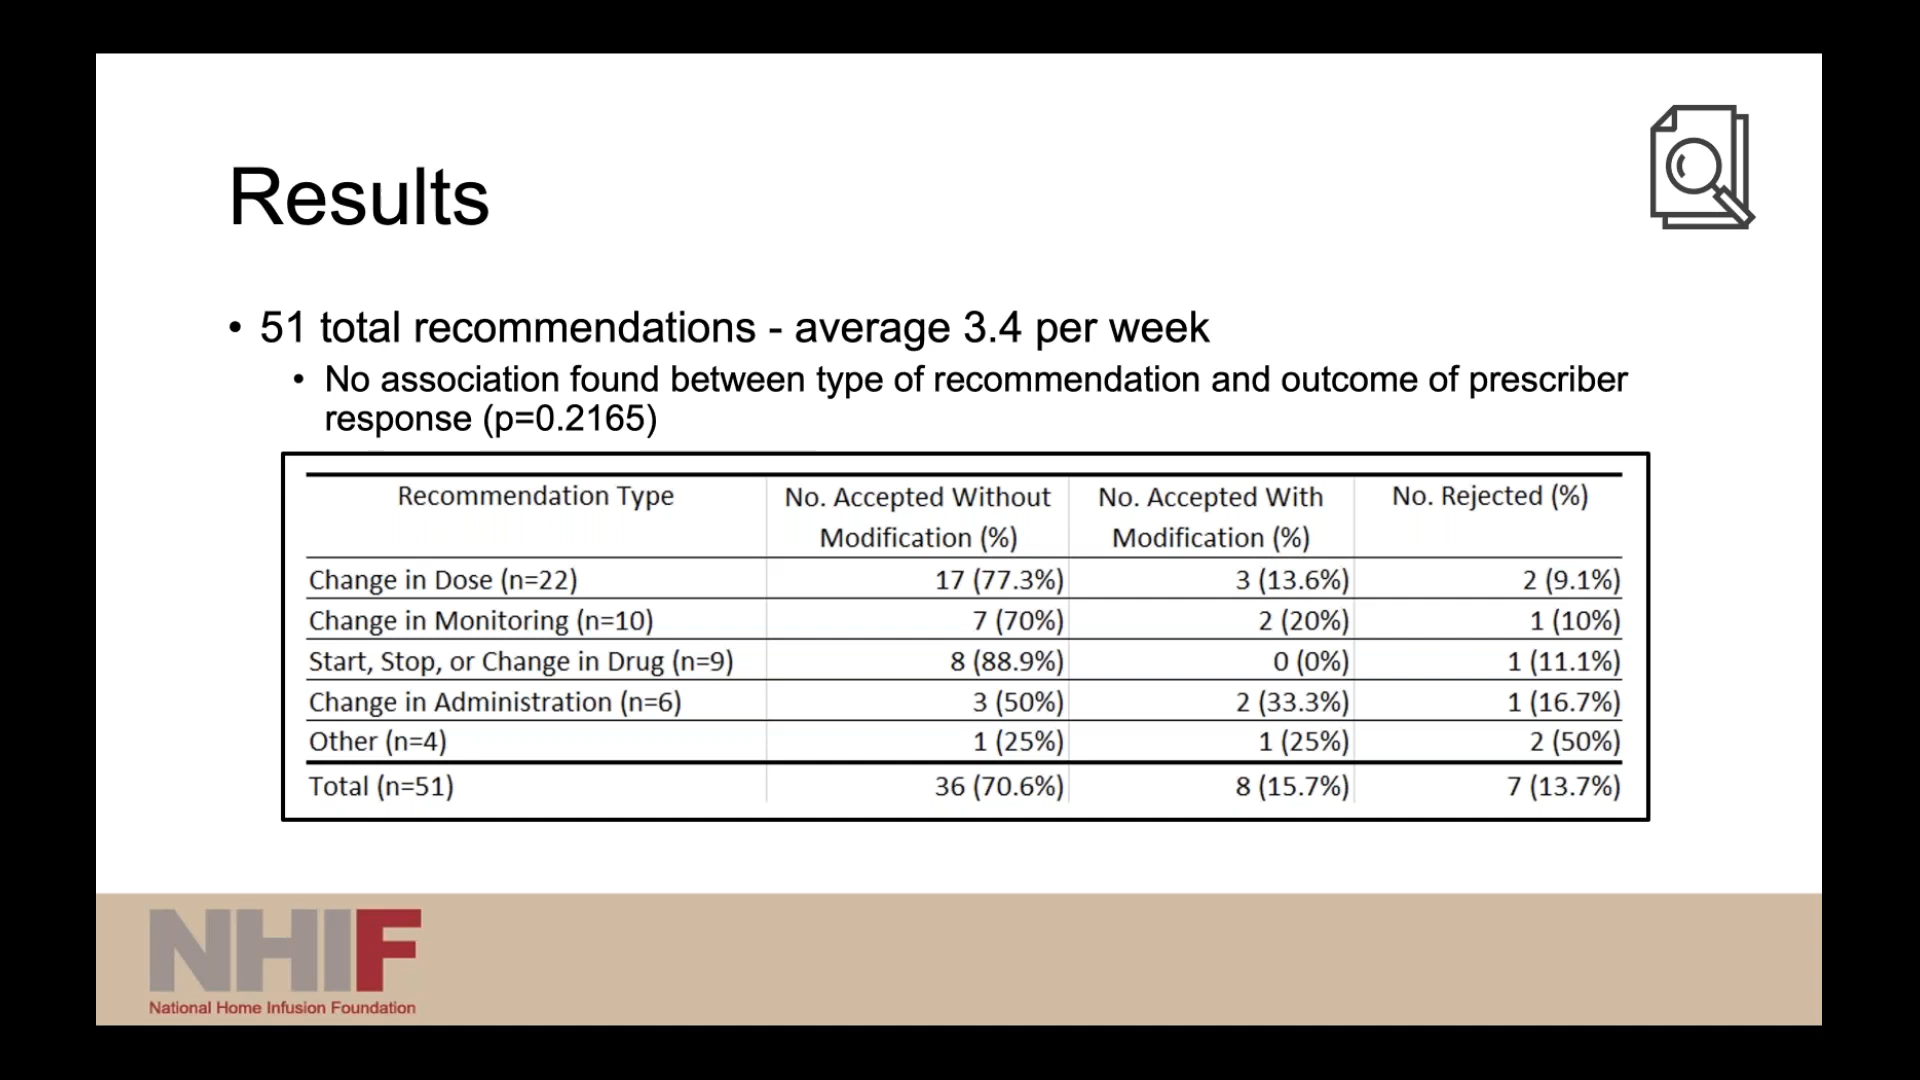 Results
• 51 total recommendations - average 3.4 per week
• No association found between type of recommendation and outcome of prescriber
response (p=0.2165)
Recommendation Type No. Accepted Without Modification (%) No. Accepted With Modification (%) No. Rejected (%)
Change in Dose (n=22) 17 (77.3%) 3 (13.6%) 2 (9.1%)
Change in Monitoring (n=10) 7 (70%) 2 (20%) 1 (10%)
Start, Stop, or Change in Drug (n=9) 8 (88.9%) 0 (0%) 1 (11.1%)
Change in Administration (n=6) 3 (50%) 2 (33.3%) 1 (16.7%)
Other (n=4) 1 (25%) 1 (25%) 2 (50%)
Total (n=51) 36 (70.6%) 8 (15.7%) 7 (13.7%)
NHIF
National Home Infusion Foundation